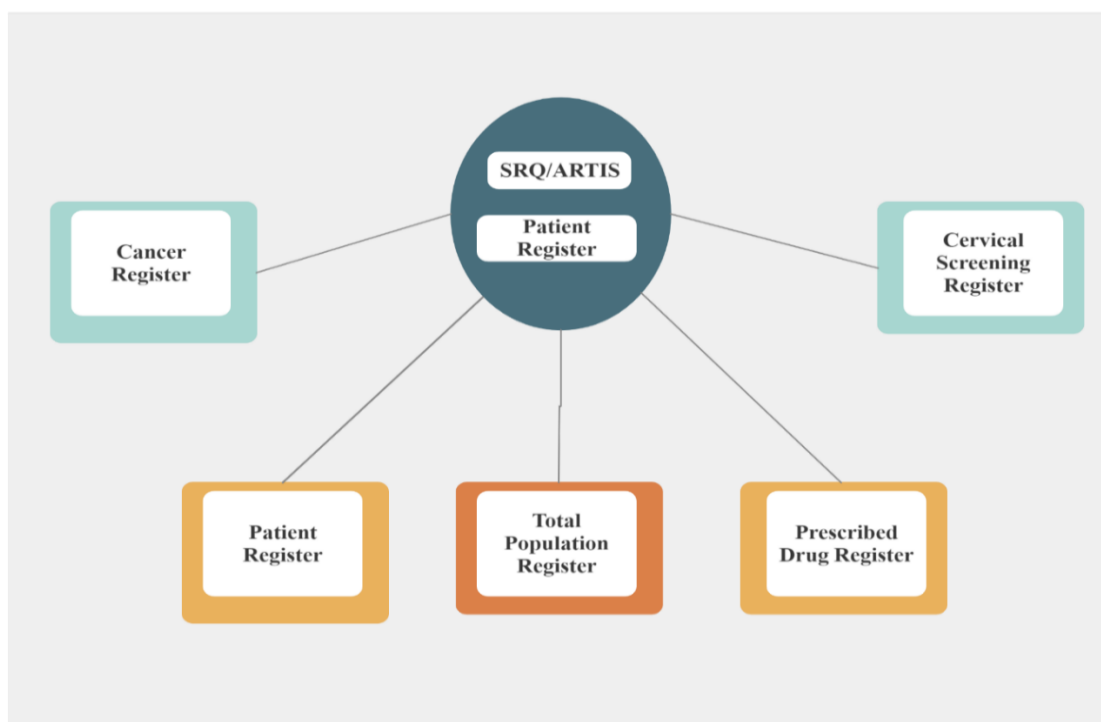 SRQ/ARTIS
Patient
Register
Cancer
Register
Cervical
Screening
Register
Patient
Register
Total
Population
Register
Prescribed
Drug Register